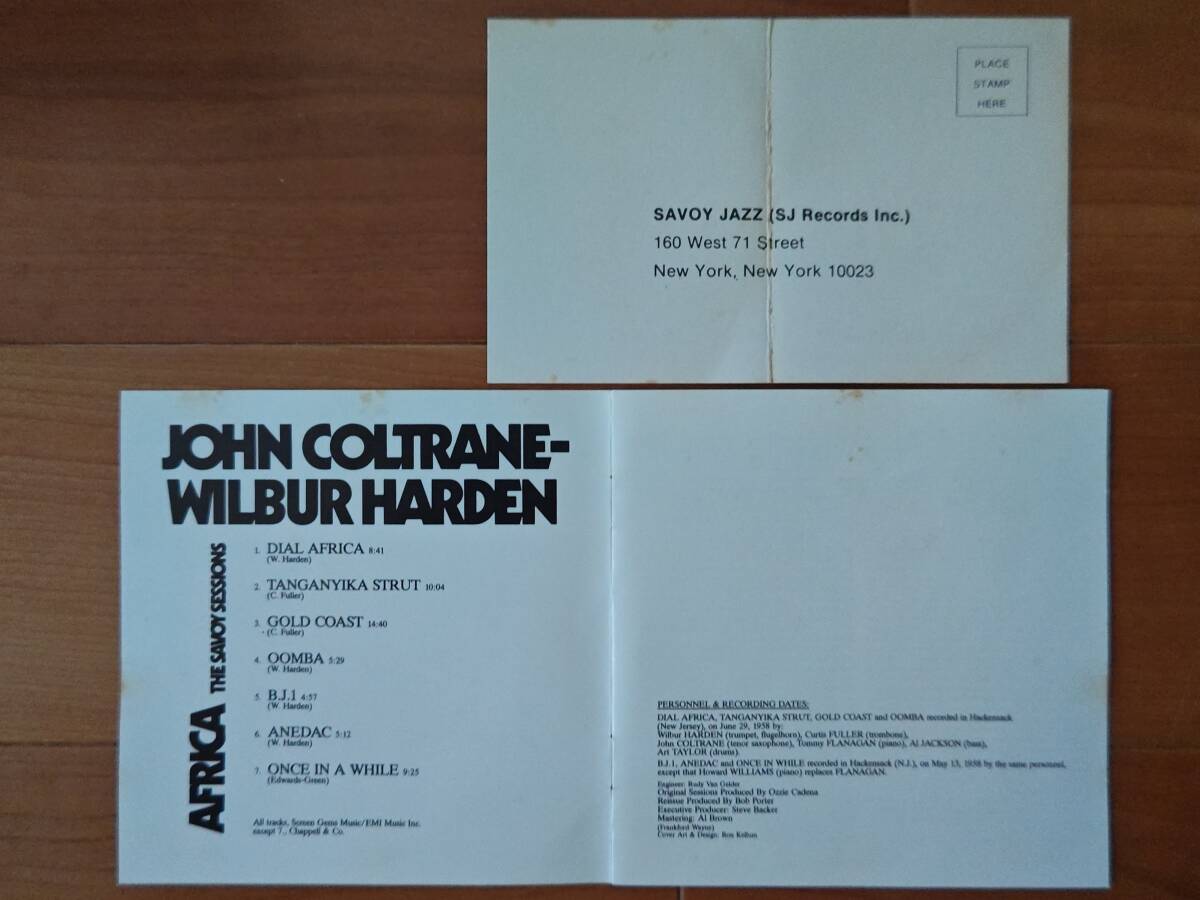 PLACE
STAMP
HERE
SAVOY JAZZ (SJ Records Inc.)
160 West 71 Street
New York, New York 10023
JOHN COLTRANE-
WILBUR HARDEN
AFRICA THE SAVOY SESSIONS
1. DIAL AFRICA 8:41
(W. Harden)
2. TANGANYIKA STRUT 10:04
(C. Fuller)
3. GOLD COAST 14:40
(C. Fuller)
4. OOMBA 5:29
(W. Harden)
5. B.J.1 4:57
(W. Harden)
6. ANEDAC 5:12
(W. Harden)
7. ONCE IN A WHILE 9:25
(Edwards-Green)
All tracks, Screen Gems Music/EMI Music Inc.
except 7., Chappell & Co.
PERSONNEL & RECORDING DATES:
DIAL AFRICA, TANGANYIKA STRUT, GOLD COAST and OOMBA recorded in Hackensack
(New Jersey), on June 29, 1958 by:
Wilbur HARDEN (trumpet, flugelhorn), Curtis FULLER (trombone),
John COLTRANE (tenor saxophone), Tommy FLANAGAN (piano), Al JACKSON (bass),
Art TAYLOR (drums).
B.J.1, ANEDAC and ONCE IN WHILE recorded in Hackensack (N.J.), on May 13, 1958 by the same personnel,
except that Howard WILLIAMS (piano) replaces FLANAGAN.
Engineer: Rudy Van Gelder
Original Sessions Produced By Ozzie Cadena
Reissue Produced By Bob Porter
Executive Producer: Steve Backer
Mastering: Al Brown
(Frankford Wayne)
Cover Art & Design: Ron Kellum